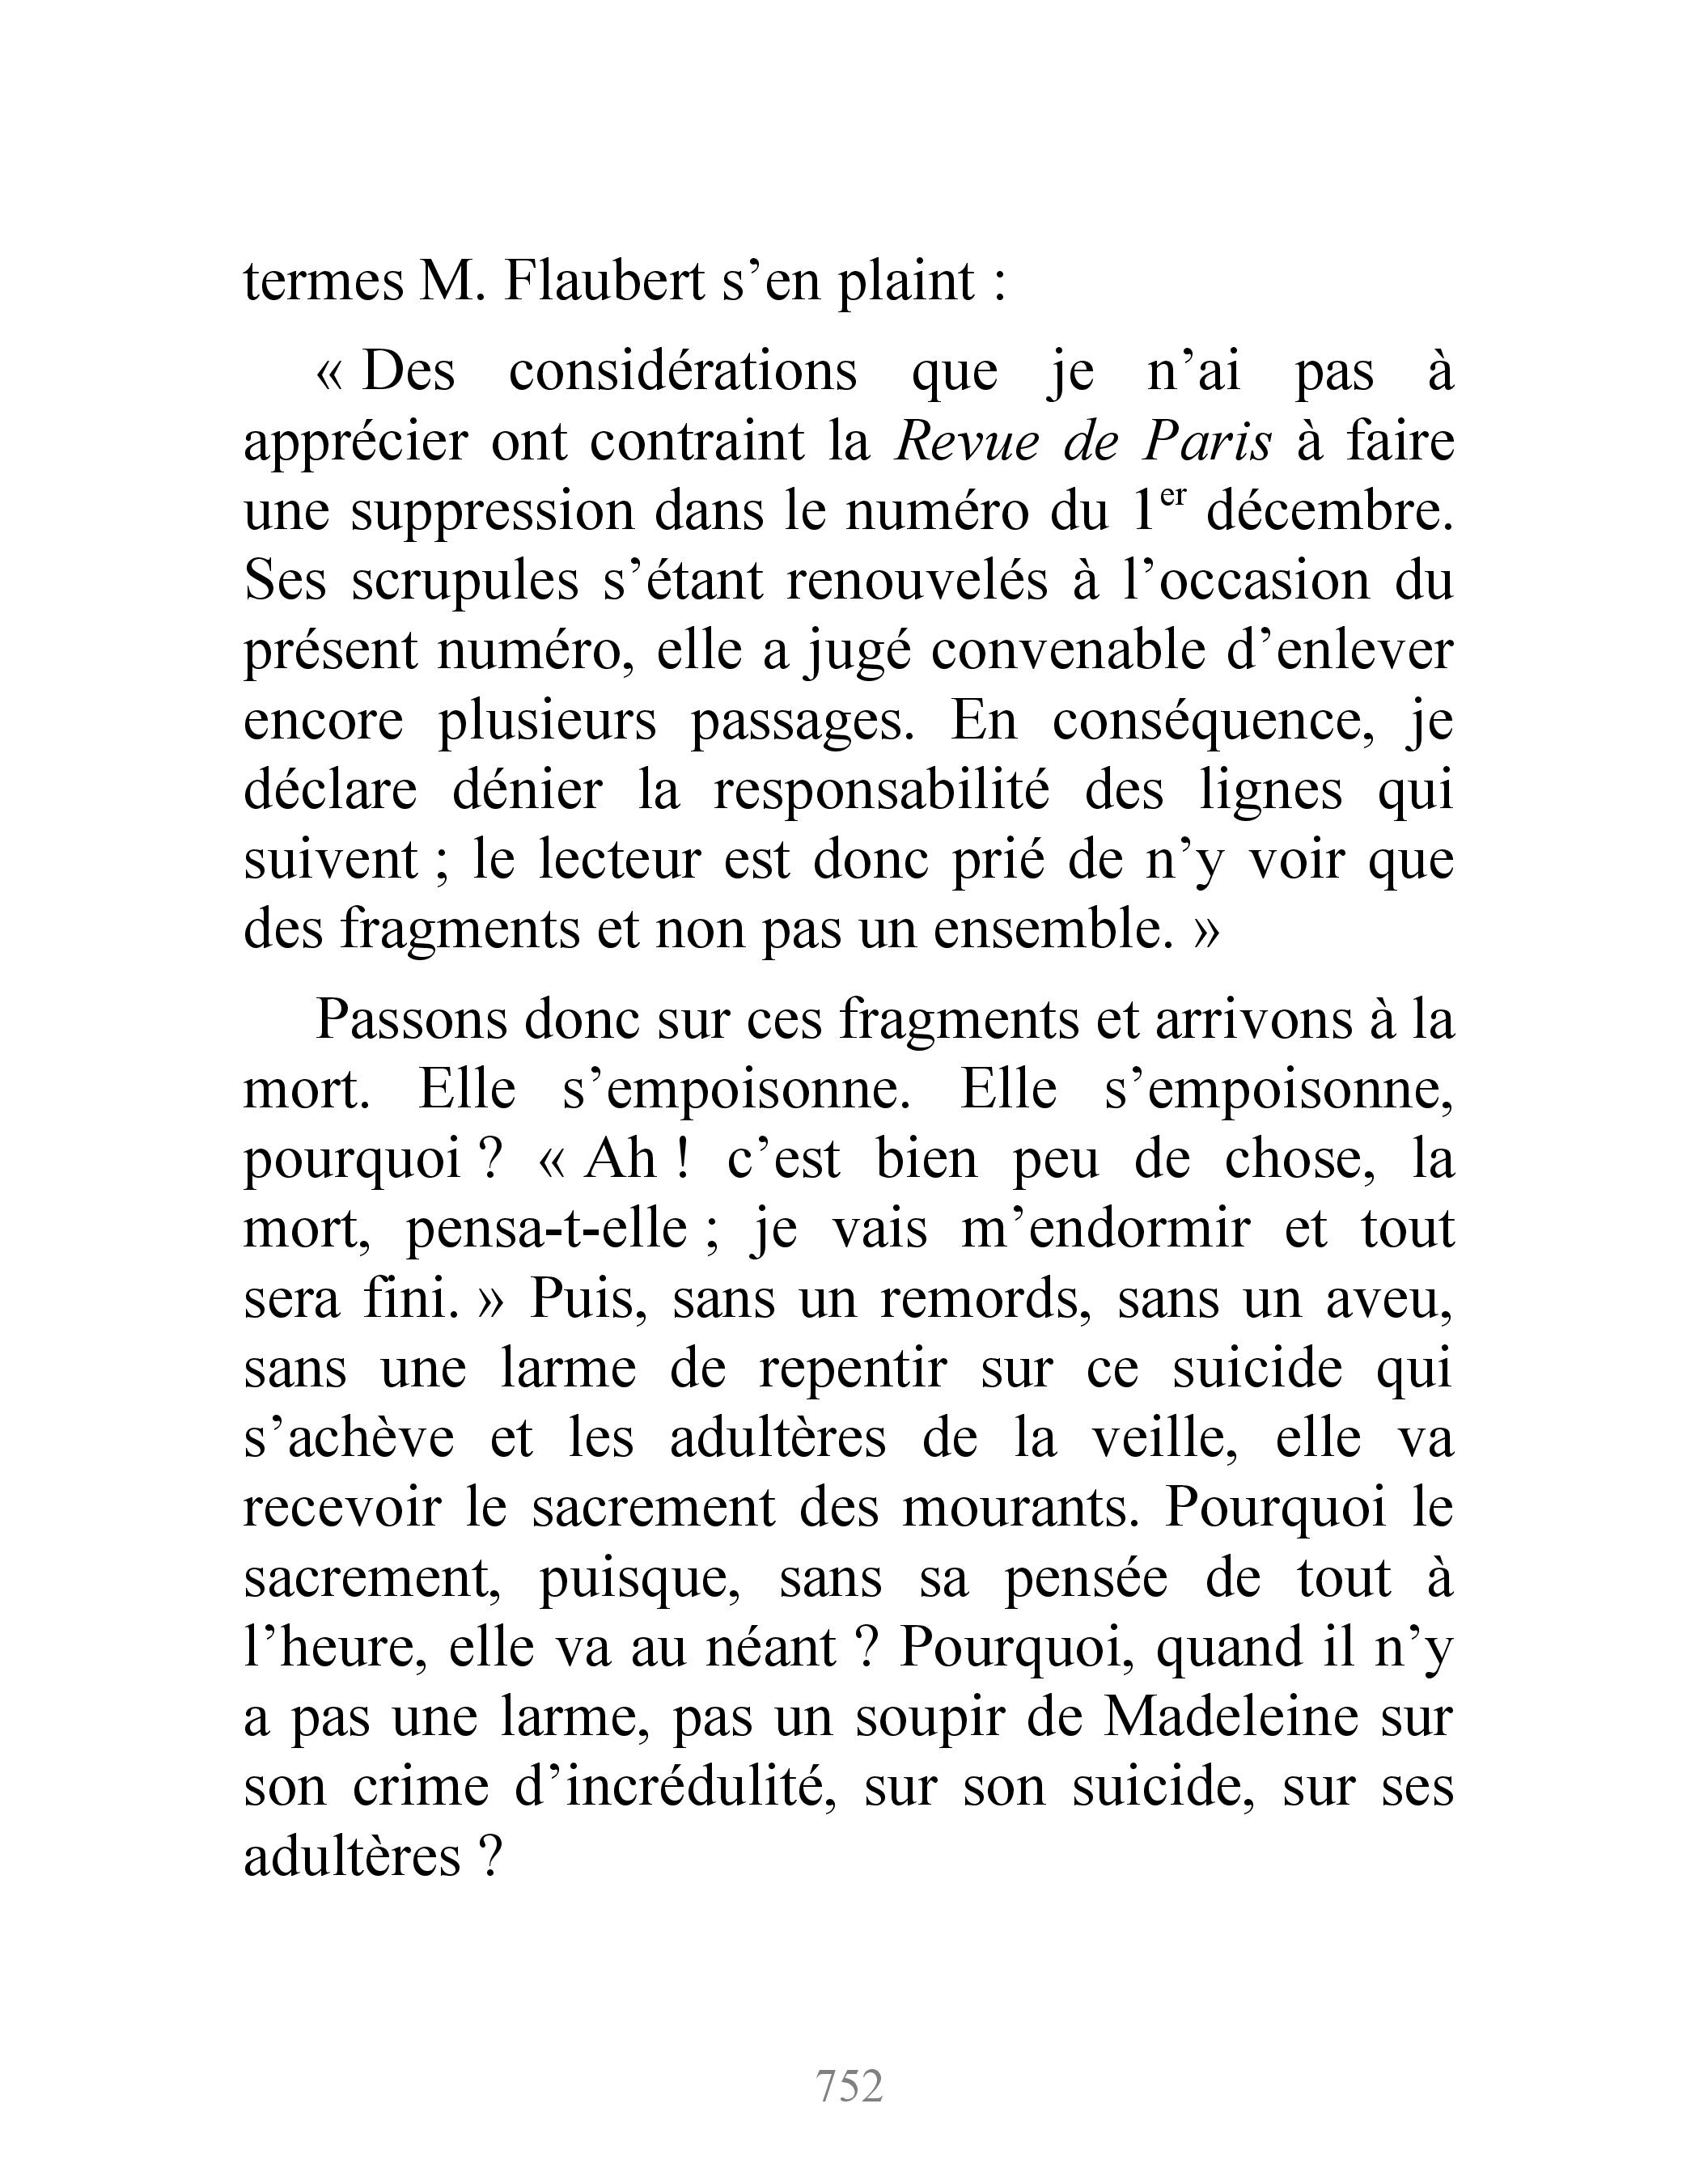 termes M. Flaubert s’en plaint :
« Des considérations que je n’ai pas à
apprécier ont contraint la Revue de Paris à faire
une suppression dans le numéro du 1er décembre.
Ses scrupules s’étant renouvelés à l’occasion du
présent numéro, elle a jugé convenable d’enlever
encore plusieurs passages. En conséquence, je
déclare dénier la responsabilité des lignes qui
suivent ; le lecteur est donc prié de n’y voir que
des fragments et non pas un ensemble. »
Passons donc sur ces fragments et arrivons à la
mort. Elle s’empoisonne. Elle s’empoisonne,
pourquoi ? « Ah ! c’est bien peu de chose, la
mort, pensa-t-elle ; je vais m’endormir et tout
sera fini. » Puis, sans un remords, sans un aveu,
sans une larme de repentir sur ce suicide qui
s’achève et les adultères de la veille, elle va
recevoir le sacrement des mourants. Pourquoi le
sacrement, puisque, sans sa pensée de tout à
l’heure, elle va au néant ? Pourquoi, quand il n’y
a pas une larme, pas un soupir de Madeleine sur
son crime d’incrédulité, sur son suicide, sur ses
adultères ?
752